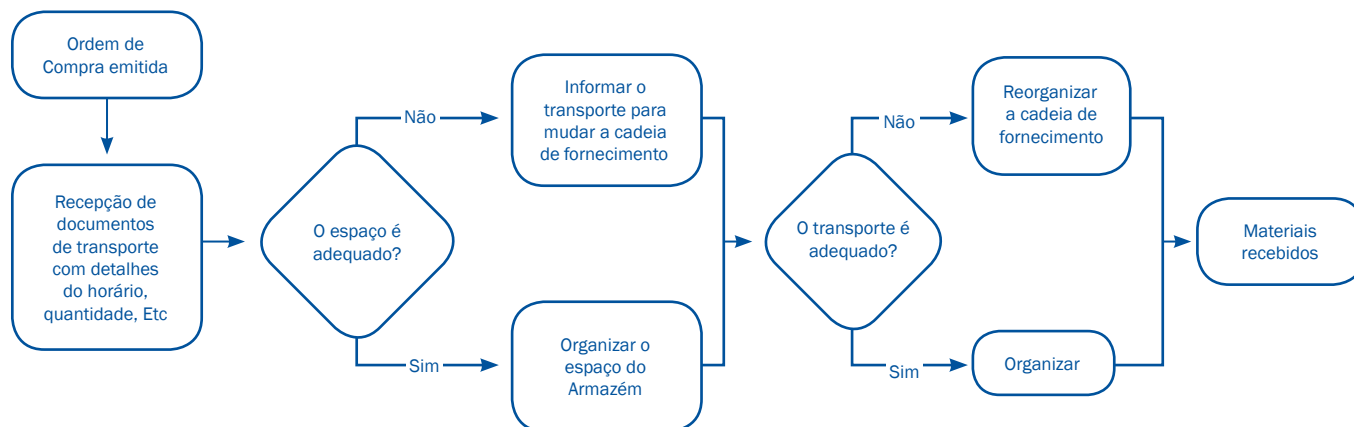 Ordem de
Compra emitida
Recepção de
documentos
de transporte
com detalhes
do horário,
quantidade, Etc
O espaço é
adequado?
Não
Informar o
transporte para
mudar a cadeia
de fornecimento
Sim
Organizar o
espaço do
Armazém
O transporte é
adequado?
Não
Reorganizar
a cadeia de
fornecimento
Sim
Organizar
Materiais
recebidos